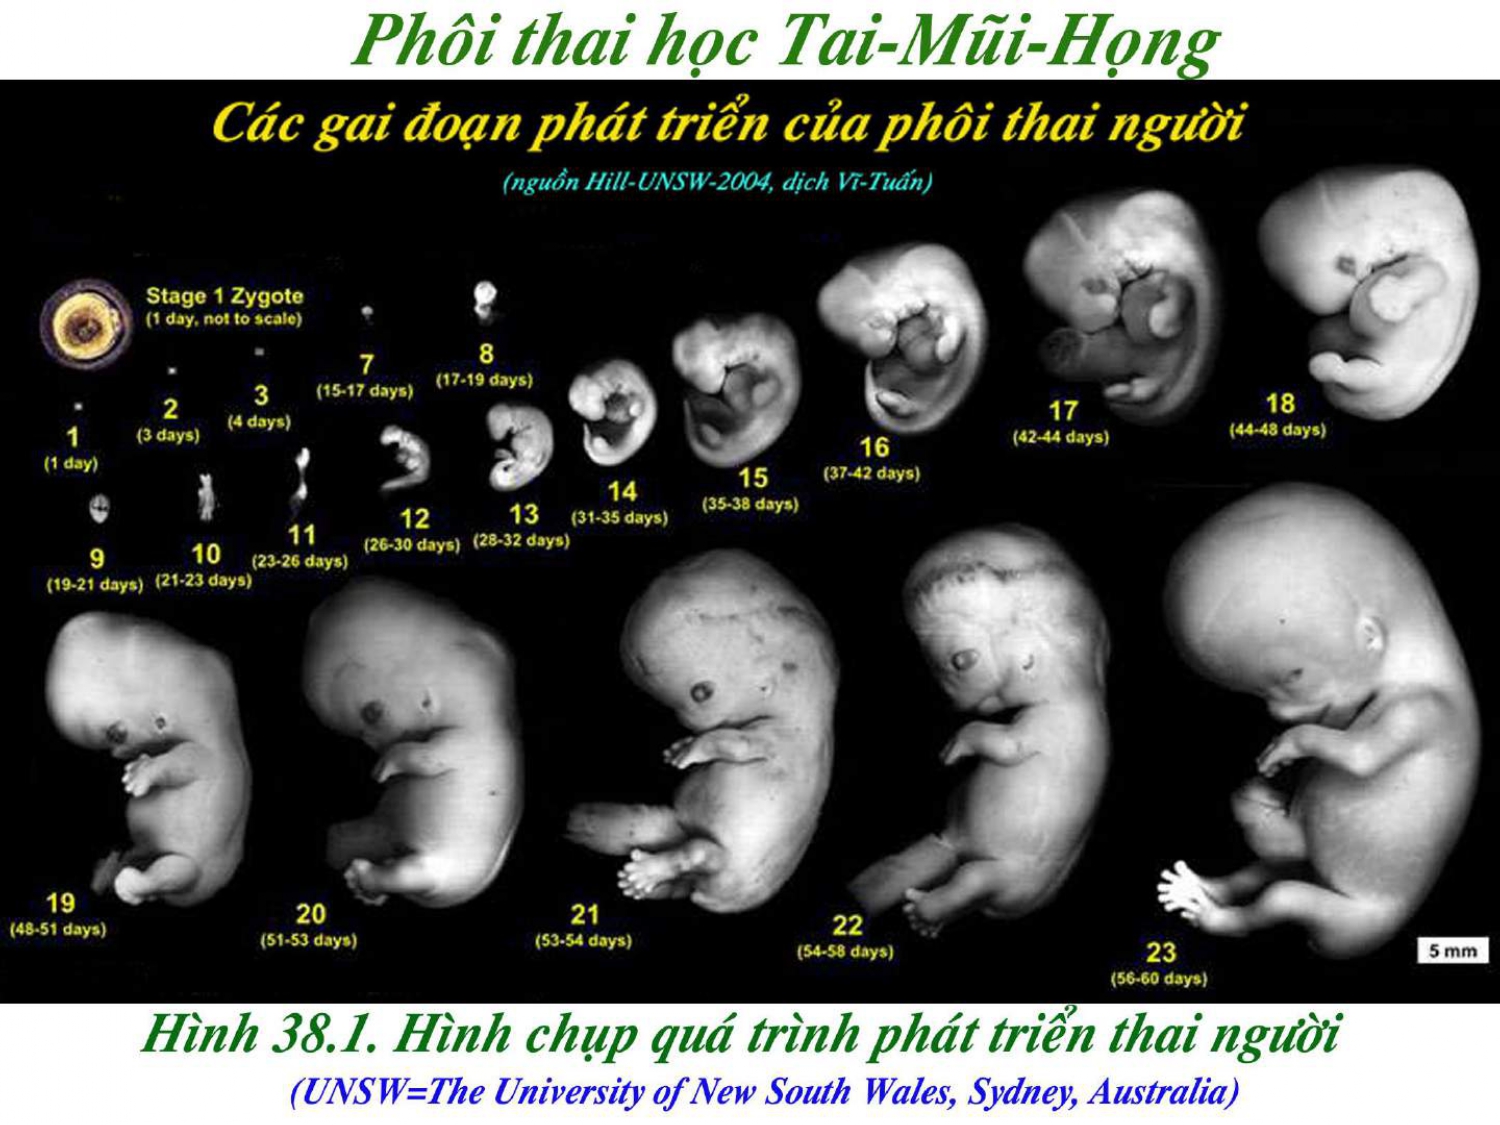 Phôi thai học Tai-Mũi-Họng
Các gai đoạn phát triển của phôi thai người
(nguồn Hill-UNSW-2004, dịch Vĩ-Tuấn)
Stage 1 Zygote
(1 day, not to scale)
1
(1 day)
2
(3 days)
3
(4 days)
7
(15-17 days)
8
(17-19 days)
9
(19-21 days)
10
(21-23 days)
11
(23-26 days)
12
(26-30 days)
13
(28-32 days)
14
(31-35 days)
15
(35-38 days)
16
(37-42 days)
17
(42-44 days)
18
(44-48 days)
19
(48-51 days)
20
(51-53 days)
21
(53-54 days)
22
(54-58 days)
23
(56-60 days)
5 mm
Hình 38.1. Hình chụp quá trình phát triển thai người
(UNSW=The University of New South Wales, Sydney, Australia)